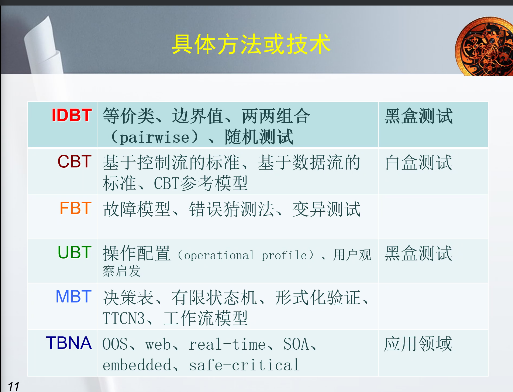 具体方法或技术
IDBT 等价类、边界值、两两组合 黑盒测试
（pairwise）、随机测试
CBT 基于控制流的标准、基于数据流的 白盒测试
标准、CBT参考模型
FBT 故障模型、错误猜测法、变异测试
UBT 操作配置（operational profile）、用户观 黑盒测试
察启发
MBT 决策表、有限状态机、形式化验证、
TTCN3、工作流模型
TBNA OOS、web、real-time、SOA、 应用领域
embedded、safe-critical
11